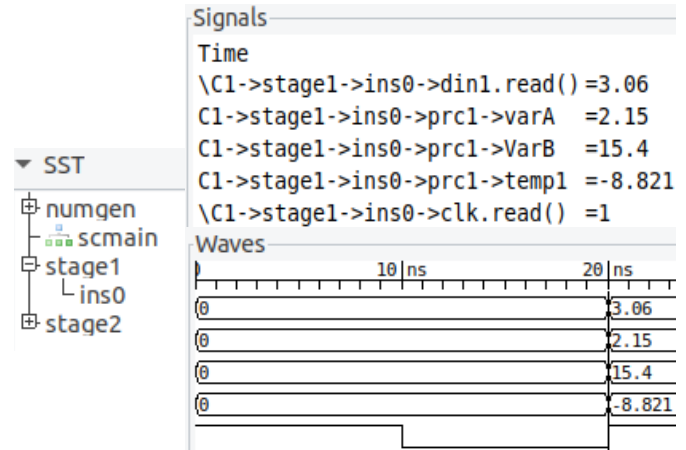 Signals
Time
\C1->stage1->ins0->din1.read()=3.06
C1->stage1->ins0->prc1->varA =2.15
C1->stage1->ins0->prc1->VarB =15.4
C1->stage1->ins0->prc1->temp1 =-8.821
\C1->stage1->ins0->clk.read() =1
SST
numgen
scmain
stage1
ins0
stage2
Waves
10 ns 20 ns
0 3.06
0 2.15
0 15.4
0 -8.821